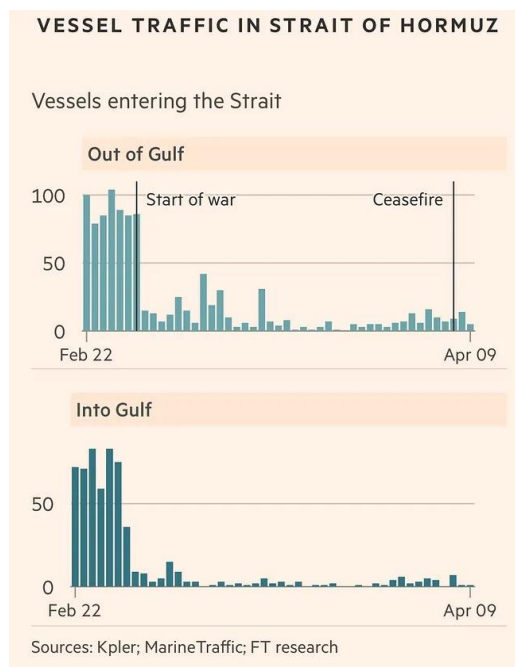 VESSEL TRAFFIC IN STRAIT OF HORMUZ
Vessels entering the Strait
Out of Gulf
100
Start of war
Ceasefire
50
0
Feb 22
Apr 09
Into Gulf
50
0
Feb 22
Apr 09
Sources: Kpler; MarineTraffic; FT research